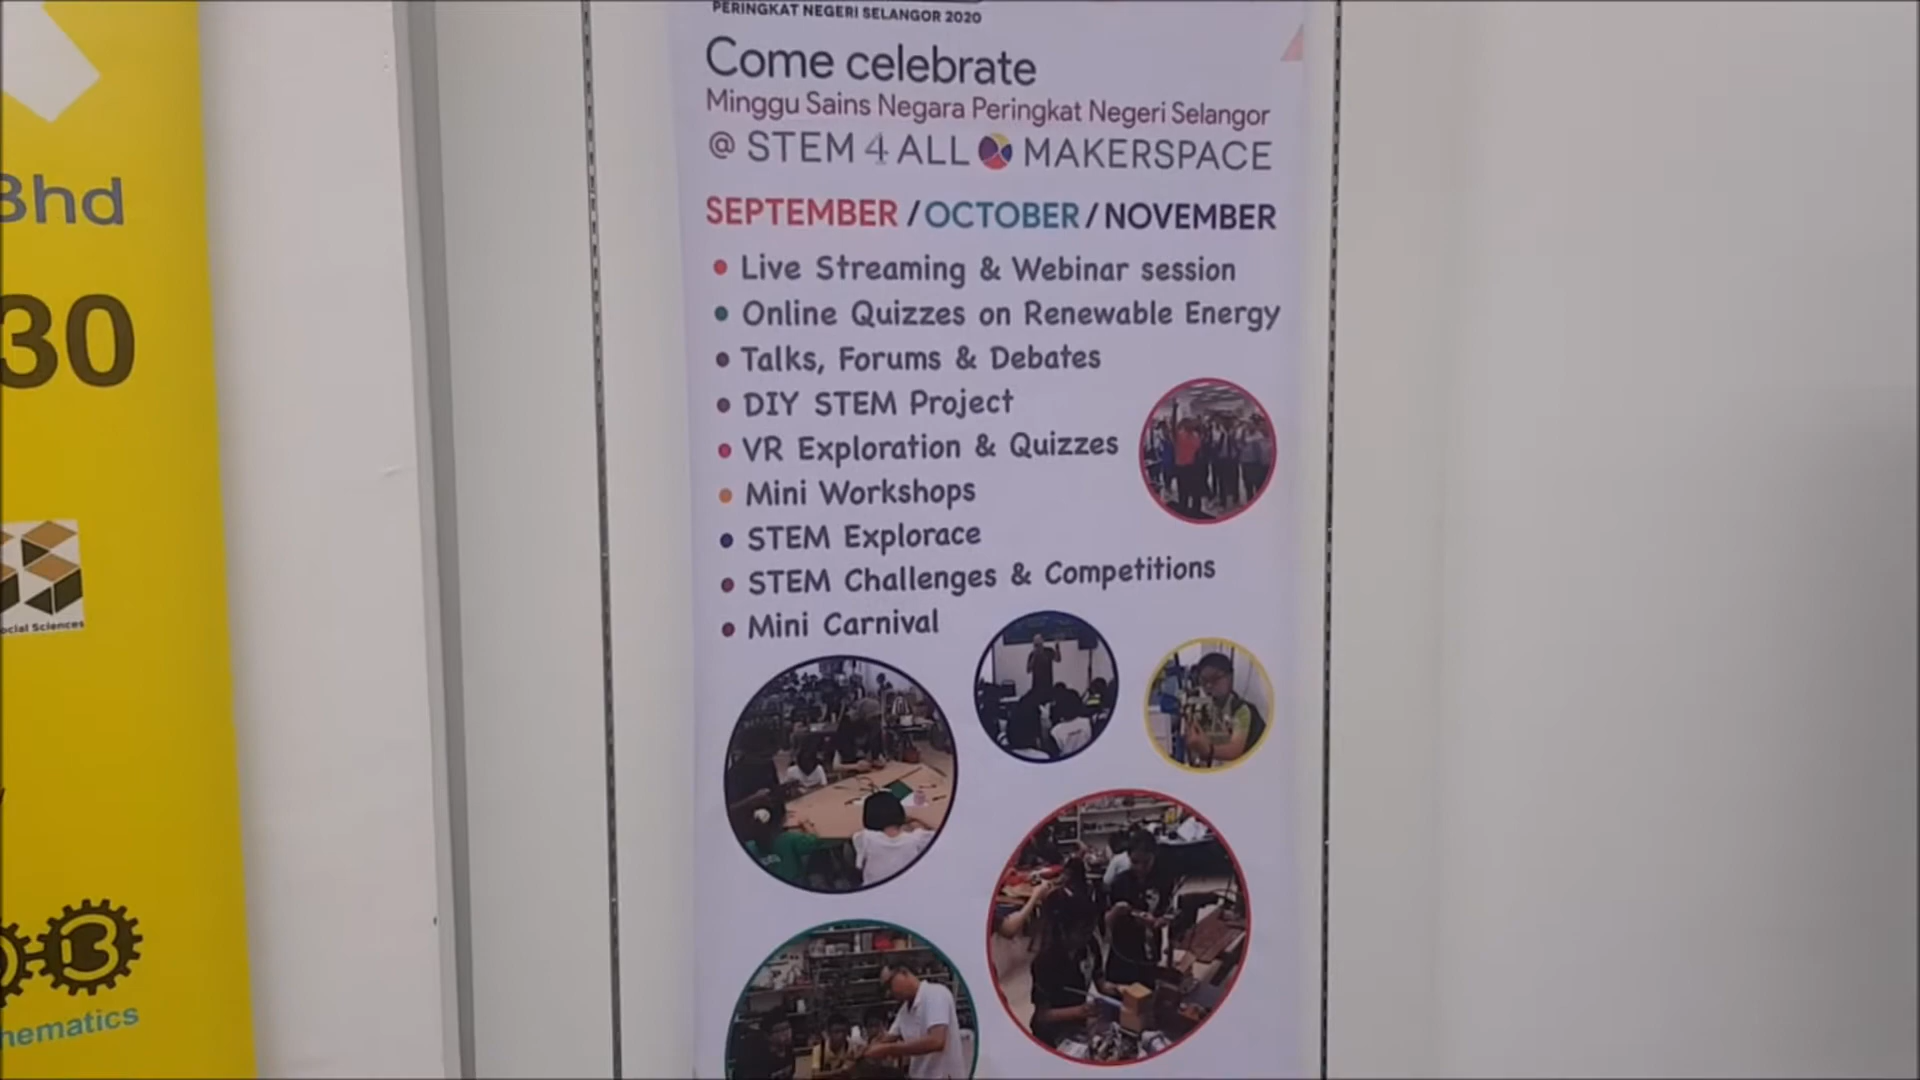 PERINGKAT NEGERI SELANGOR 2020
Come celebrate
Minggu Sains Negara Peringkat Negeri Selangor
@ STEM 4 ALL MAKERSPACE
SEPTEMBER / OCTOBER / NOVEMBER
Live Streaming & Webinar session
Online Quizzes on Renewable Energy
Talks, Forums & Debates
DIY STEM Project
VR Exploration & Quizzes
Mini Workshops
STEM Explorace
STEM Challenges & Competitions
Mini Carnival
Bhd
30
ocial Sciences
13
hematics